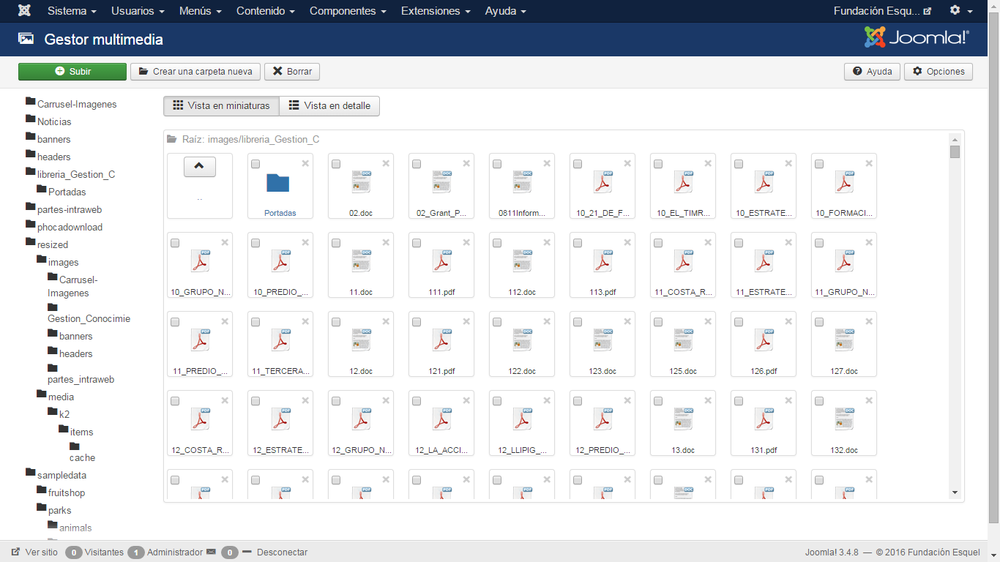 Sistema Usuarios Menús Contenido Componentes Extensiones Ayuda Fundación Esqu...
Gestor multimedia Joomla!®
Subir Crear una carpeta nueva Borrar Ayuda Opciones
Carrusel-Imagenes
Noticias
banners
headers
libreria_Gestion_C
Portadas
partes-intraweb
phocadownload
resized
images
Carrusel-
Imagenes
Gestion_Conocimie
banners
headers
partes_intraweb
media
k2
items
cache
sampledata
fruitshop
parks
animals
Vista en miniaturas Vista en detalle
Raíz: images/libreria_Gestion_C
.. Portadas 02.doc 02_Grant_P... 0811Inform... 10_21_DE_F... 10_EL_TIMR... 10_ESTRATE... 10_FORMACI...
10_GRUPO_N... 10_PREDIO_... 11.doc 111.pdf 112.doc 113.pdf 11_COSTA_R... 11_ESTRATE... 11_GRUPO_N...
11_PREDIO_... 11_TERCERA... 12.doc 121.pdf 122.doc 123.doc 125.doc 126.pdf 127.doc
12_COSTA_R... 12_ESTRATE... 12_GRUPO_N... 12_LA_ACCI... 12_LLIPIG_... 12_PREDIO_... 13.doc 131.pdf 132.doc
Ver sitio 0 Visitantes 1 Administrador 0 Desconectar Joomla! 3.4.8 — © 2016 Fundación Esquel